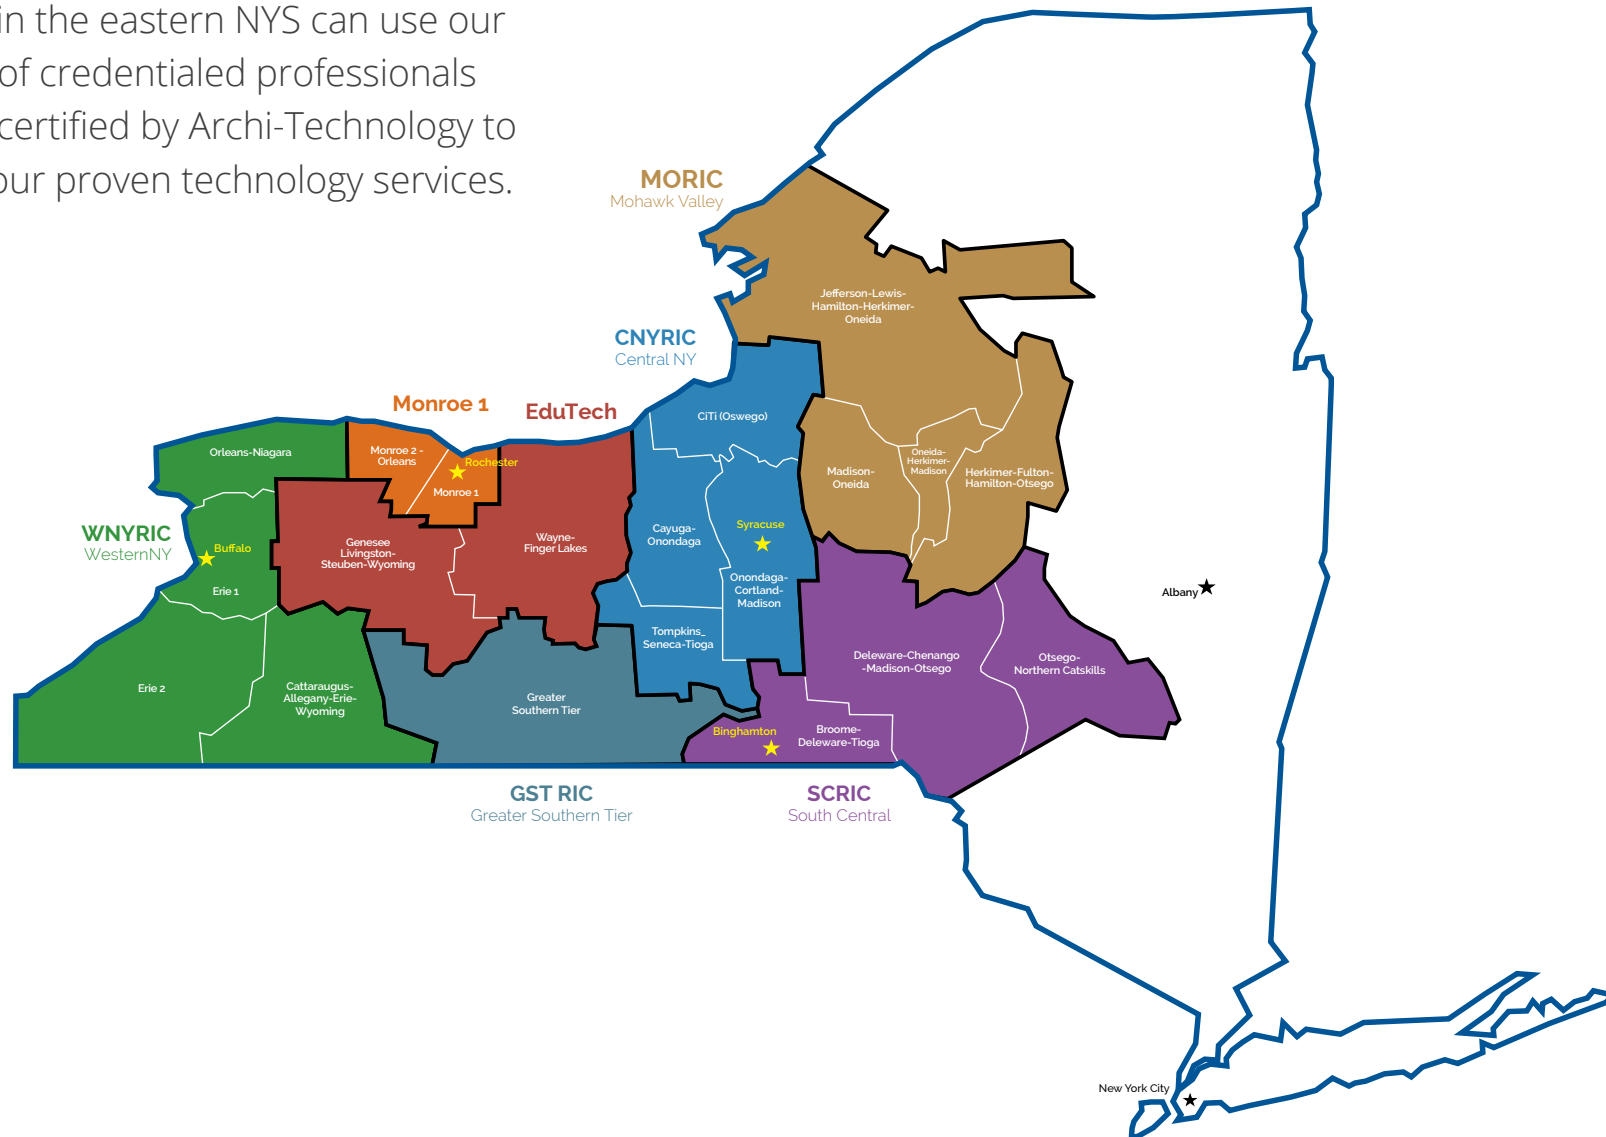 in the eastern NYS can use our
of credentialed professionals
certified by Archi-Technology to
our proven technology services.
MORIC
Mohawk Valley
Jefferson-Lewis-
Hamilton-Herkimer-
Oneida
CNYRIC
Central NY
Monroe 1
EduTech
CiTi (Oswego)
Orleans-Niagara
Monroe 2 -
Orleans
Rochester
Monroe 1
Madison-
Oneida
Oneida-
Herkimer-
Madison
Herkimer-Fulton-
Hamilton-Otsego
WNYRIC
WesternNY
Buffalo
Erie 1
Genesee
Livingston-
Steuben-Wyoming
Wayne-
Finger Lakes
Cayuga-
Onondaga
Syracuse
Onondaga-
Cortland-
Madison
Albany
Tompkins_
Seneca-Tioga
Deleware-Chenango
-Madison-Otsego
Otsego-
Northern Catskills
Erie 2
Cattaraugus-
Allegany-Erie-
Wyoming
Greater
Southern Tier
Binghamton
Broome-
Deleware-Tioga
GST RIC
Greater Southern Tier
SCRIC
South Central
New York City